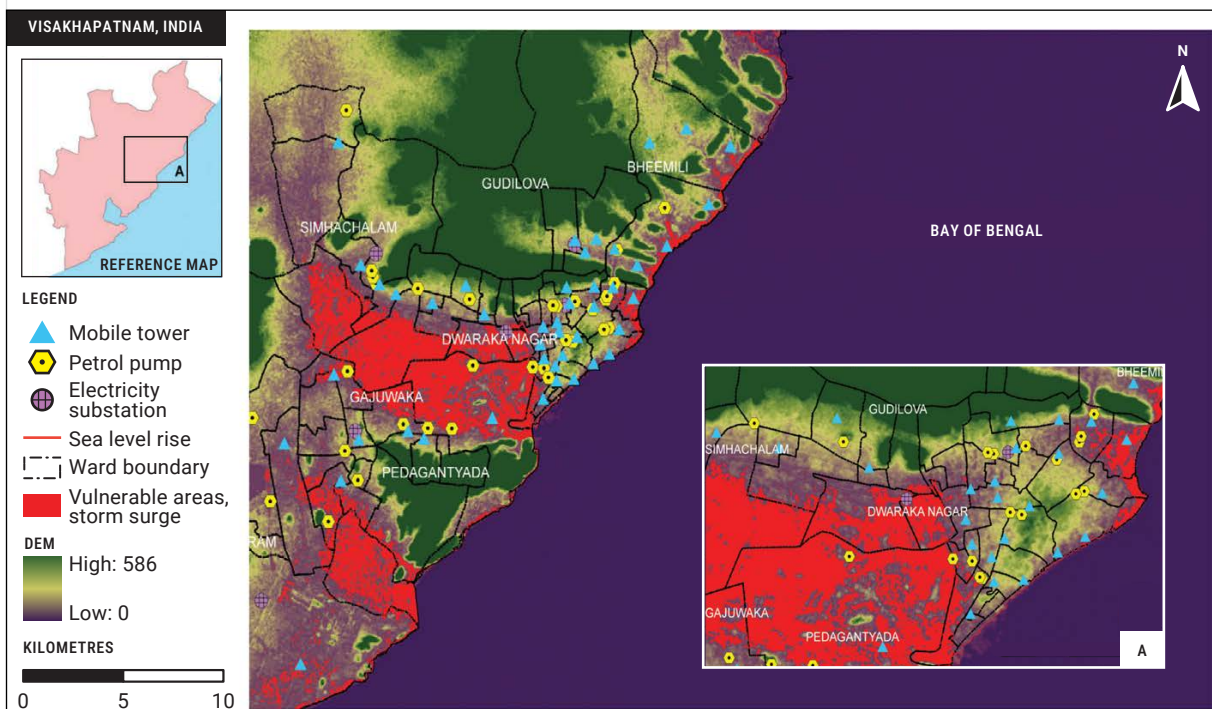 VISAKHAPATNAM, INDIA
A
REFERENCE MAP
LEGEND
Mobile tower
Petrol pump
Electricity
substation
Sea level rise
Ward boundary
Vulnerable areas,
storm surge
DEM
High: 586
Low: 0
KILOMETRES
0 5 10
N
BHEEMILI
GUDILOVA
SIMHACHALAM
BAY OF BENGAL
DWARAKA NAGAR
GAJUWAKA
PEDAGANTYADA
RAM
BHEEMI
GUDILOVA
SIMHACHALAM
DWARAKA NAGAR
GAJUWAKA
PEDAGANTYADA
A